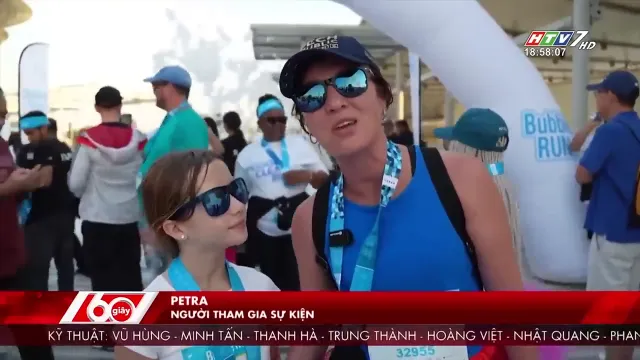 HTV7 HD
18:58:07
Bubb
RUN
PETRA
NGƯỜI THAM GIA SỰ KIỆN
60 giây
KỸ THUẬT: VŨ HÙNG - MINH TẤN - THANH HÀ - TRUNG THÀNH - HOÀNG VIỆT - NHẬT QUANG - PHAN
32955